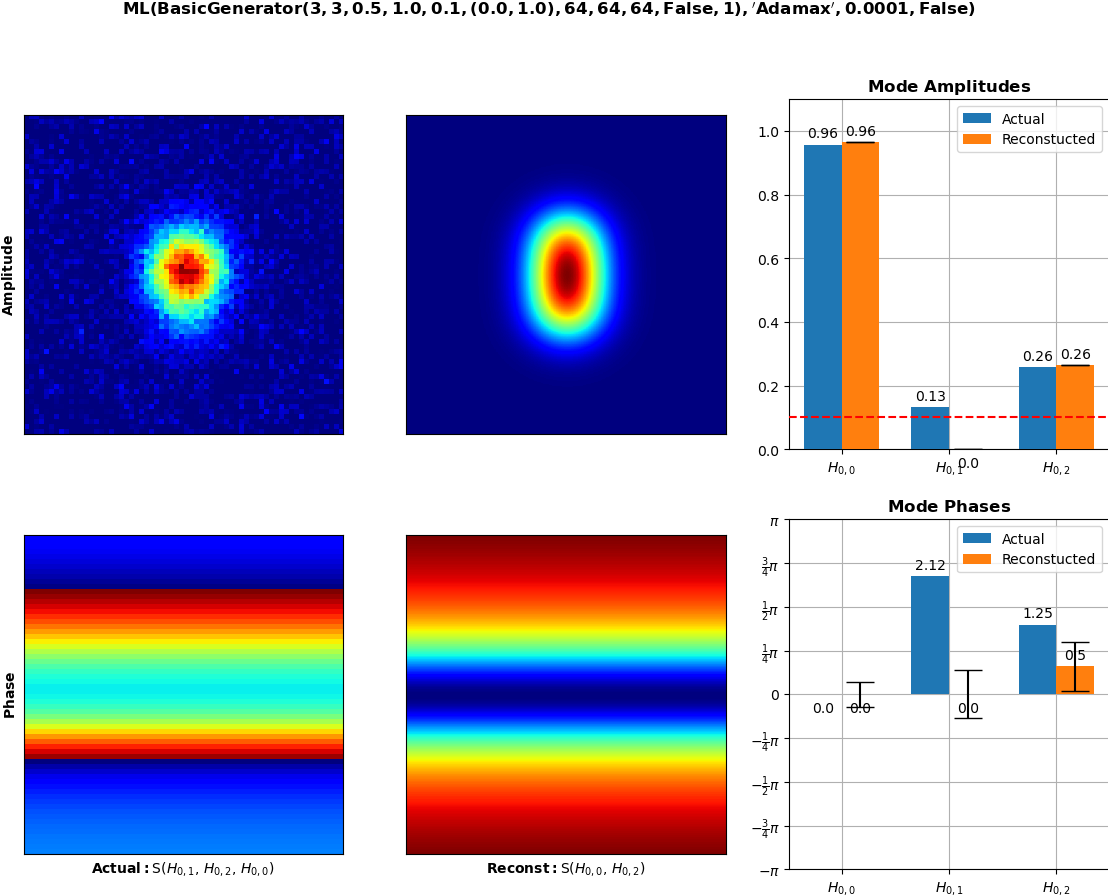 ML(BasicGenerator(3, 3, 0.5, 1.0, 0.1, (0.0, 1.0), 64, 64, 64, False, 1), 'Adamax', 0.0001, False)
Amplitude
Mode Amplitudes
Actual
Reconstucted
1.0
0.8
0.6
0.4
0.2
0.0
0.96
0.96
0.13
0.0
0.26
0.26
H0,0
H0,1
H0,2
Phase
Actual: S(H0,1, H0,2, H0,0)
Reconst: S(H0,0, H0,2)
Mode Phases
Actual
Reconstucted
π
3/4π
1/2π
1/4π
0
−1/4π
−1/2π
−3/4π
−π
0.0
0.0
2.12
0.0
1.25
0.5
H0,0
H0,1
H0,2